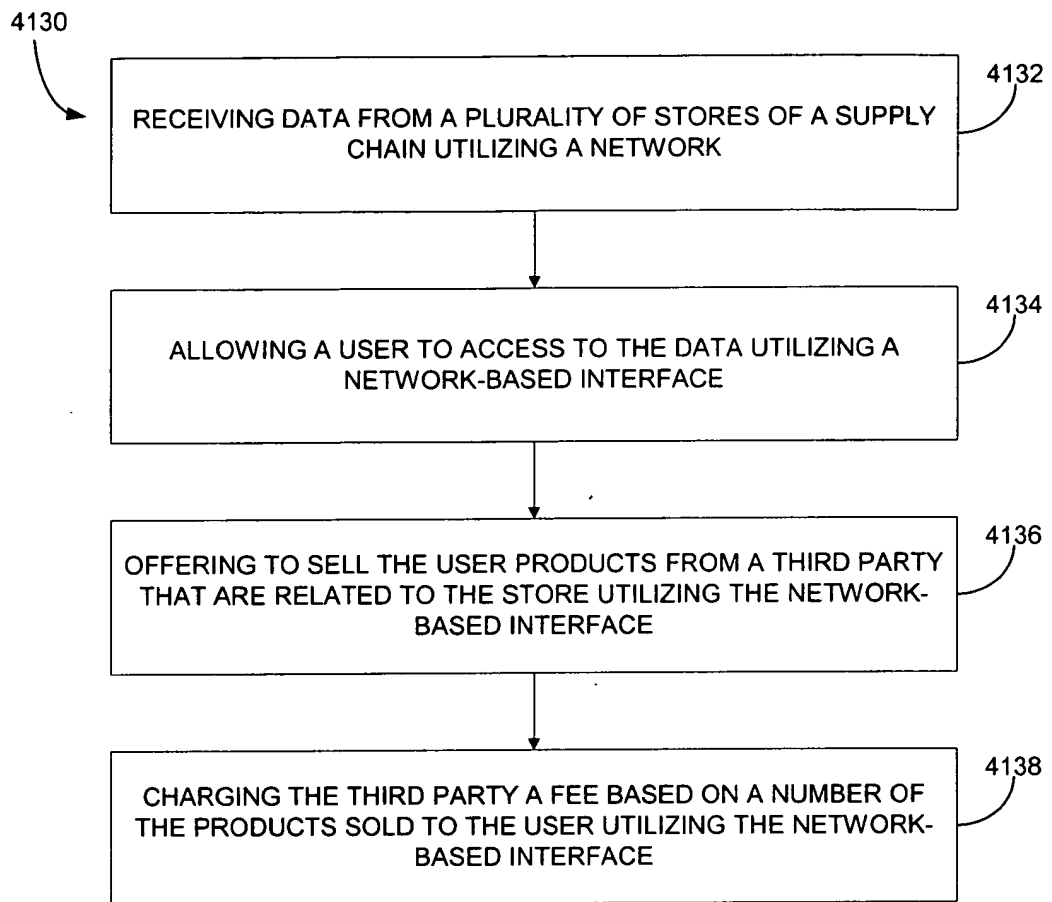 4130
4132
RECEIVING DATA FROM A PLURALITY OF STORES OF A SUPPLY
CHAIN UTILIZING A NETWORK
4134
ALLOWING A USER TO ACCESS TO THE DATA UTILIZING A
NETWORK-BASED INTERFACE
4136
OFFERING TO SELL THE USER PRODUCTS FROM A THIRD PARTY
THAT ARE RELATED TO THE STORE UTILIZING THE NETWORK-
BASED INTERFACE
4138
CHARGING THE THIRD PARTY A FEE BASED ON A NUMBER OF
THE PRODUCTS SOLD TO THE USER UTILIZING THE NETWORK-
BASED INTERFACE